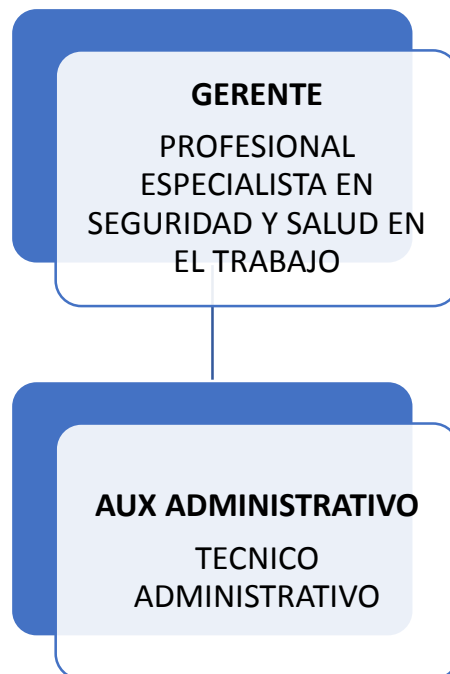 GERENTE
PROFESIONAL
ESPECIALISTA EN
SEGURIDAD Y SALUD EN
EL TRABAJO
AUX ADMINISTRATIVO
TECNICO
ADMINISTRATIVO